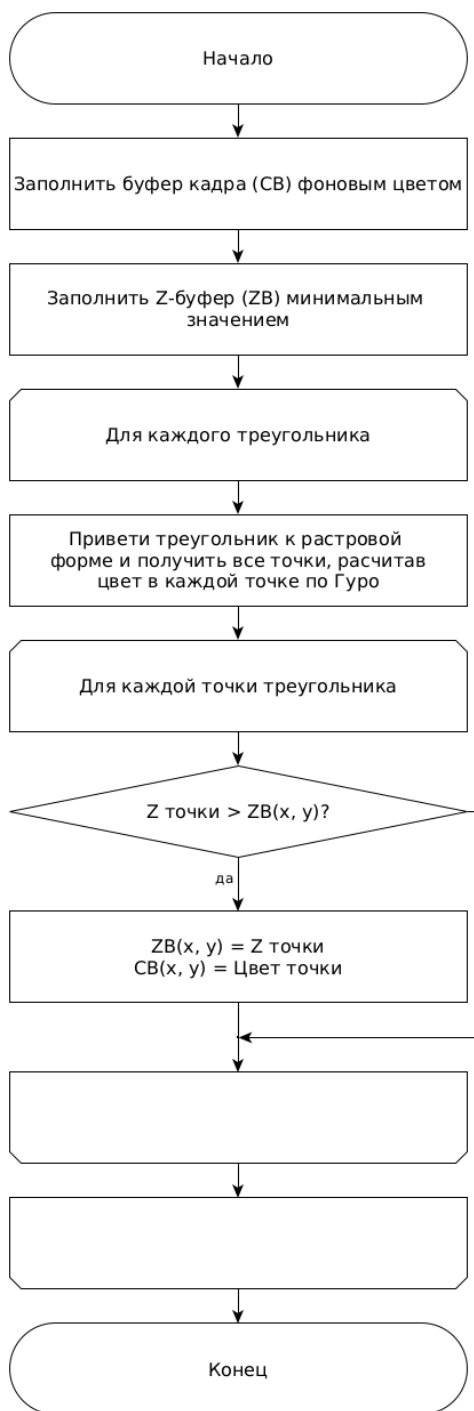 Начало
Заполнить буфер кадра (CB) фоновым цветом
Заполнить Z-буфер (ZB) минимальным
значением
Для каждого треугольника
Привети треугольник к растровой
форме и получить все точки, расчитав
цвет в каждой точке по Гуро
Для каждой точки треугольника
Z точки > ZB(x, y)?
да
ZB(x, y) = Z точки
CB(x, y) = Цвет точки
Конец